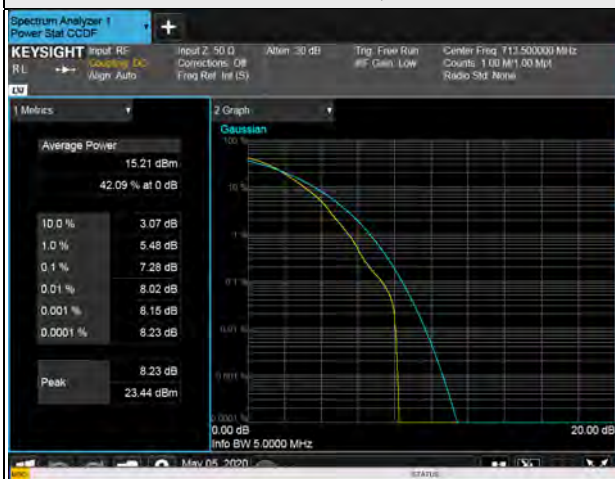 Spectrum Analyzer 1
Power Stat CCDF
KEYSIGHT Input: RF Input Z: 50 Ω Atten: 30 dB Trig: Free Run Center Freq: 713.500000 MHz
RL Coupling: DC Corrections: Off #IF Gain: Low Counts: 1.00 M/1.00 Mpt
Align: Auto Freq Ref: Int (S) Radio Std: None
1 Metrics 2 Graph
Gaussian
Average Power
15.21 dBm
42.09 % at 0 dB
10.0 % 3.07 dB
1.0 % 5.48 dB
0.1 % 7.28 dB
0.01 % 8.02 dB
0.001 % 8.15 dB
0.0001 % 8.23 dB
Peak 8.23 dB
23.44 dBm
100 %
10 %
1 %
0.1 %
0.01 %
0.001 %
0.0001 %
0.00 dB 20.00 dB
Info BW 5.0000 MHz
May 05, 2020
MSG STATUS